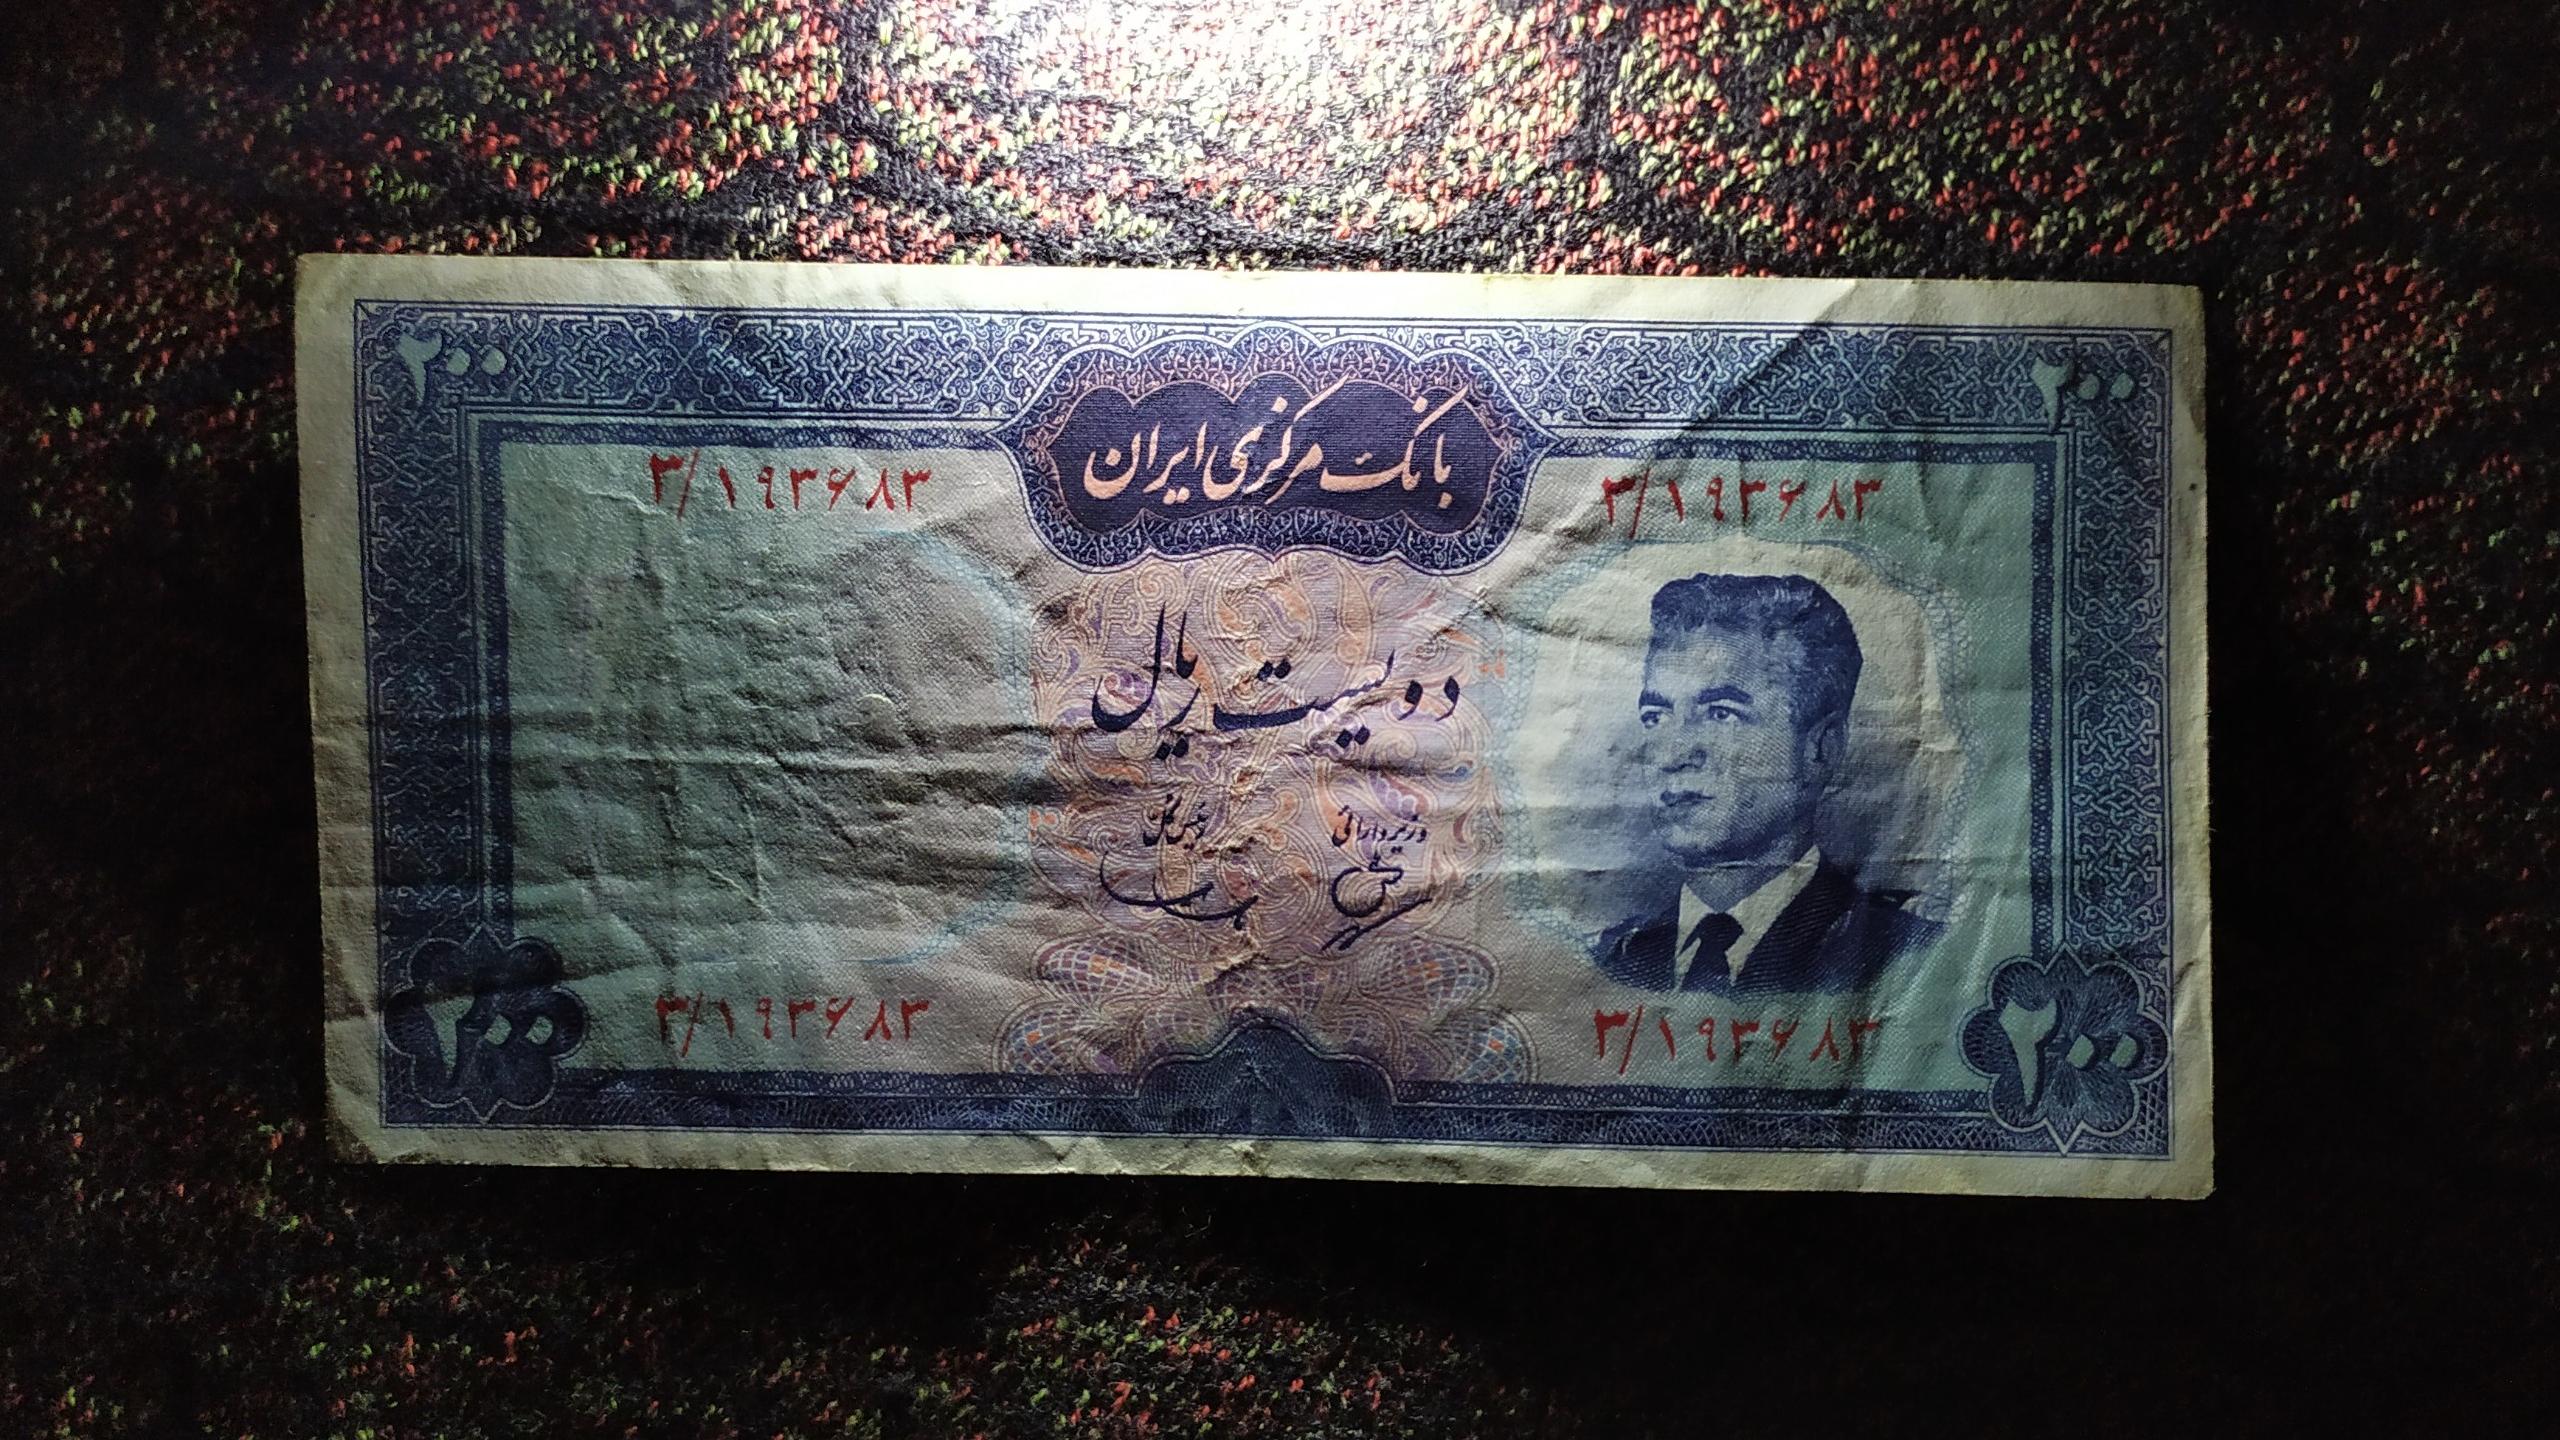 ۲۰۰
۲۰۰
بانک مرکزی ایران
۳/۱۹۳۶۸۳
۳/۱۹۳۶۸۳
دویست ریال
وزیر دارائی
رئیس کل
۳/۱۹۳۶۸۳
۳/۱۹۳۶۸۳
۲۰۰
۲۰۰